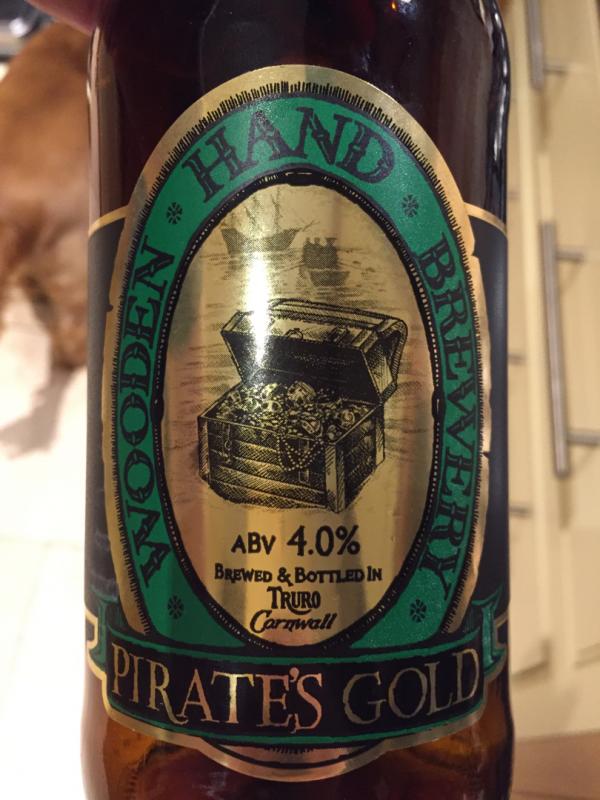 WOODEN HAND BREWERY
ABV 4.0%
BREWED & BOTTLED IN
TRURO
Cornwall
PIRATE'S GOLD